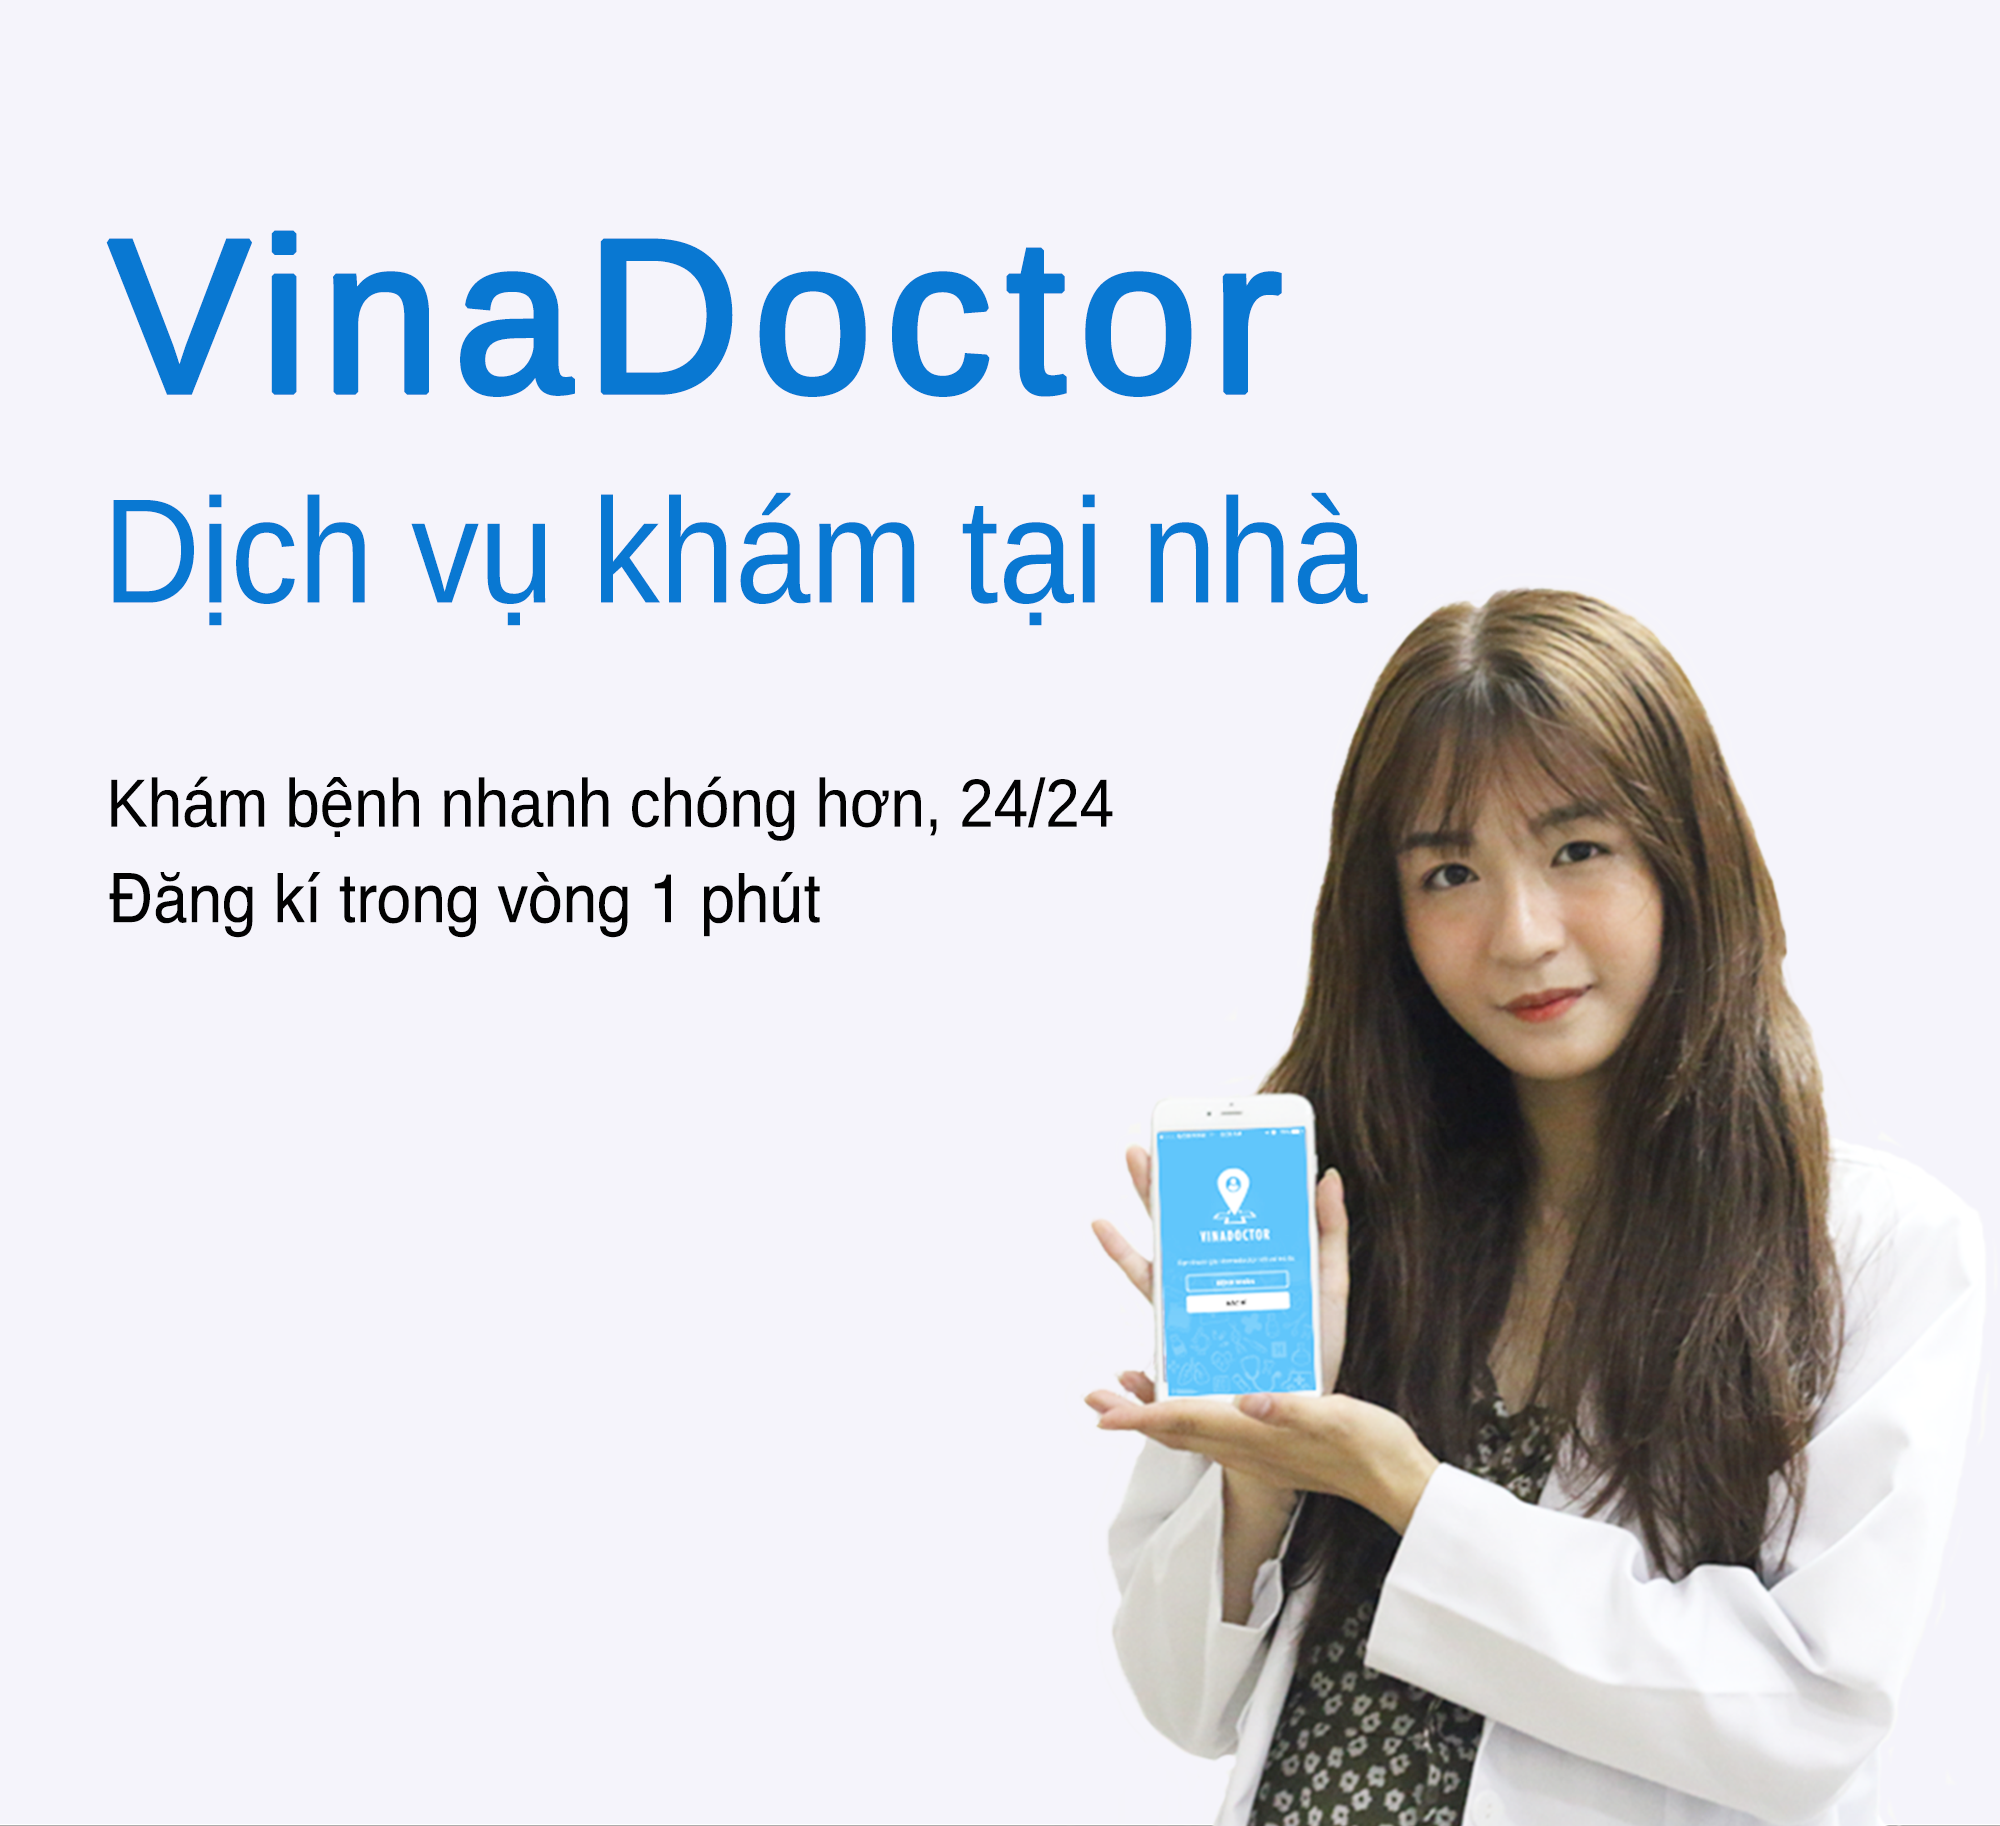 VinaDoctor
Dịch vụ khám tại nhà
Khám bệnh nhanh chóng hơn, 24/24
Đăng kí trong vòng 1 phút
VINADOCTOR